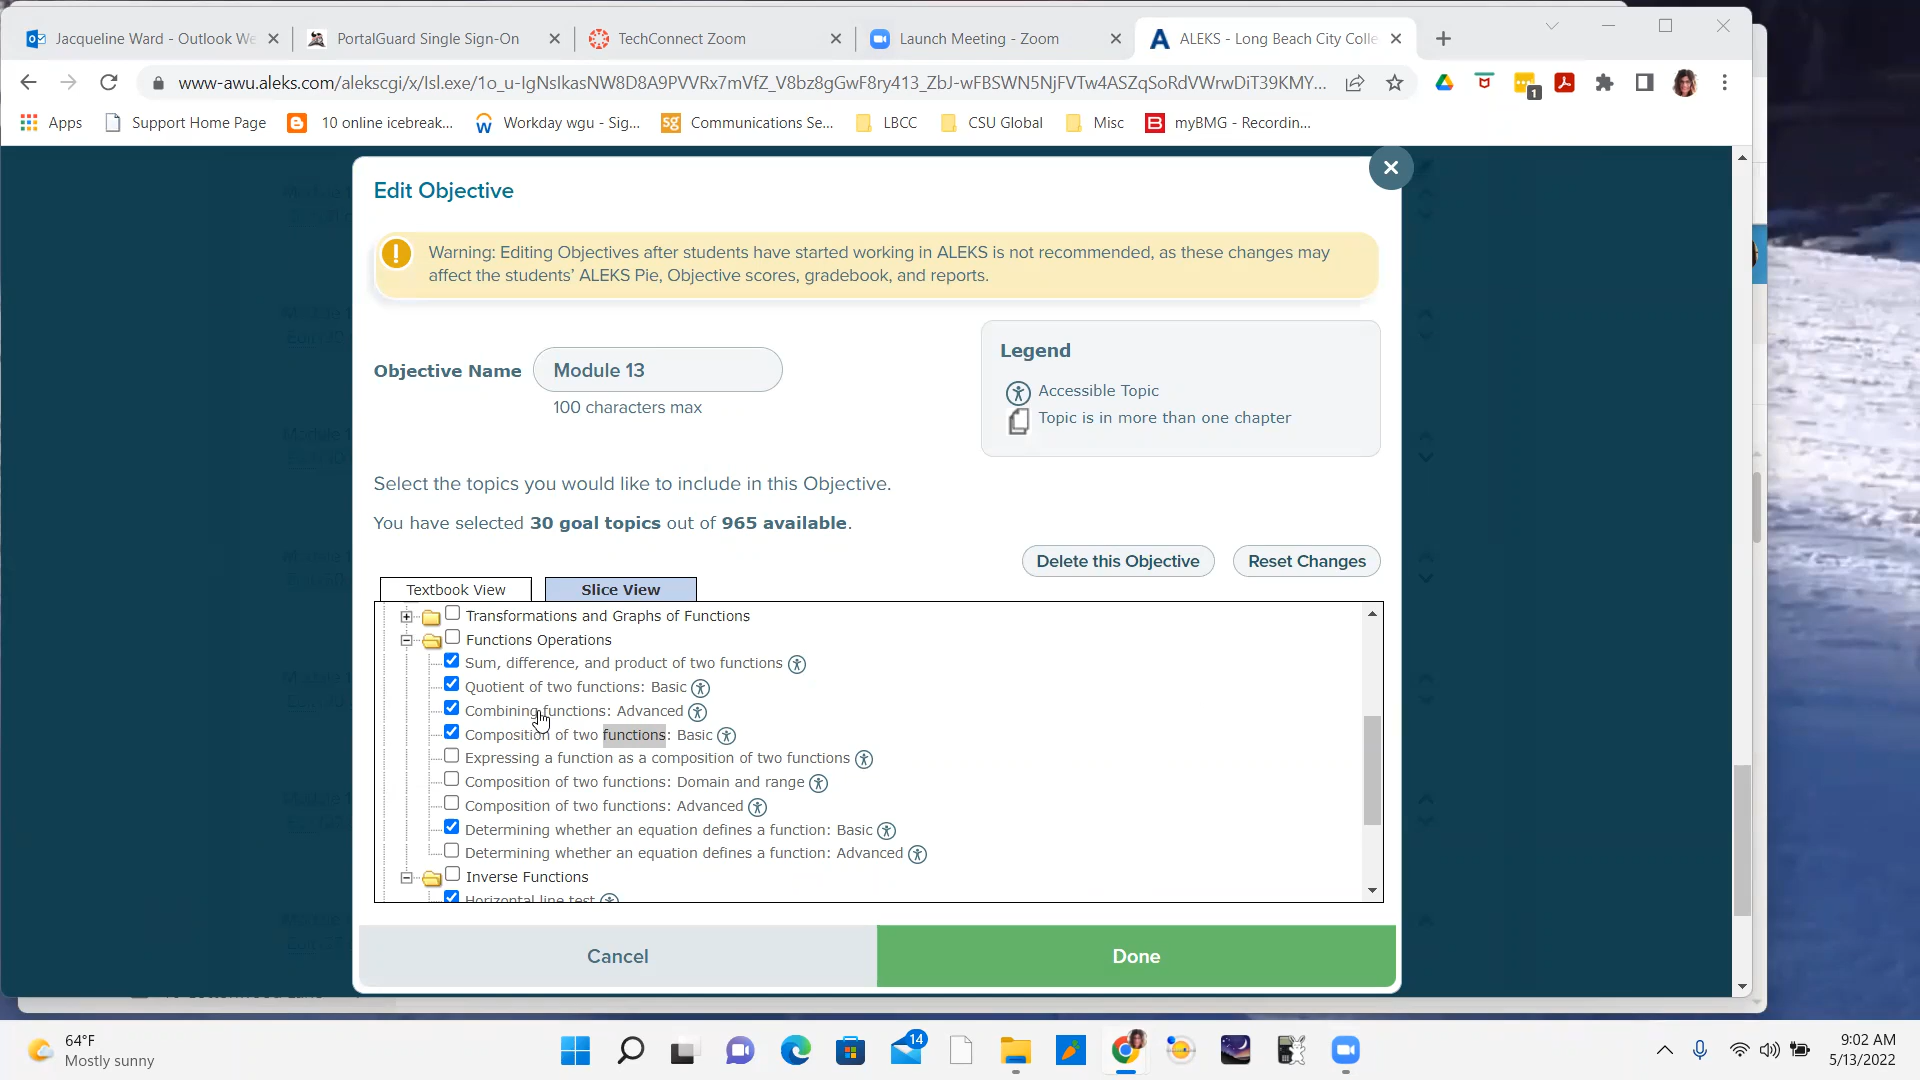 Jacqueline Ward - Outlook We
PortalGuard Single Sign-On
TechConnect Zoom
Launch Meeting - Zoom
ALEKS - Long Beach City Colle
www-awu.aleks.com/alekscgi/x/Isl.exe/1o_u-IgNsIkasNW8D8A9PVVRx7mVfZ_V8bz8gGwF8ry413_ZbJ-wFBSWN5NjFVTw4ASZqSoRdVWrwDiT39KMY...
1
Apps
Support Home Page
10 online icebreak...
Workday wgu - Sig...
Communications Se...
LBCC
CSU Global
Misc
myBMG - Recordin...
Edit Objective
Warning: Editing Objectives after students have started working in ALEKS is not recommended, as these changes may
affect the students’ ALEKS Pie, Objective scores, gradebook, and reports.
Objective Name
Module 13
100 characters max
Legend
Accessible Topic
Topic is in more than one chapter
Select the topics you would like to include in this Objective.
You have selected 30 goal topics out of 965 available.
Delete this Objective
Reset Changes
Textbook View
Slice View
Transformations and Graphs of Functions
Functions Operations
Sum, difference, and product of two functions
Quotient of two functions: Basic
Combining functions: Advanced
Composition of two functions: Basic
Expressing a function as a composition of two functions
Composition of two functions: Domain and range
Composition of two functions: Advanced
Determining whether an equation defines a function: Basic
Determining whether an equation defines a function: Advanced
Inverse Functions
Horizontal line test
Cancel
Done
64°F
Mostly sunny
14
9:02 AM
5/13/2022